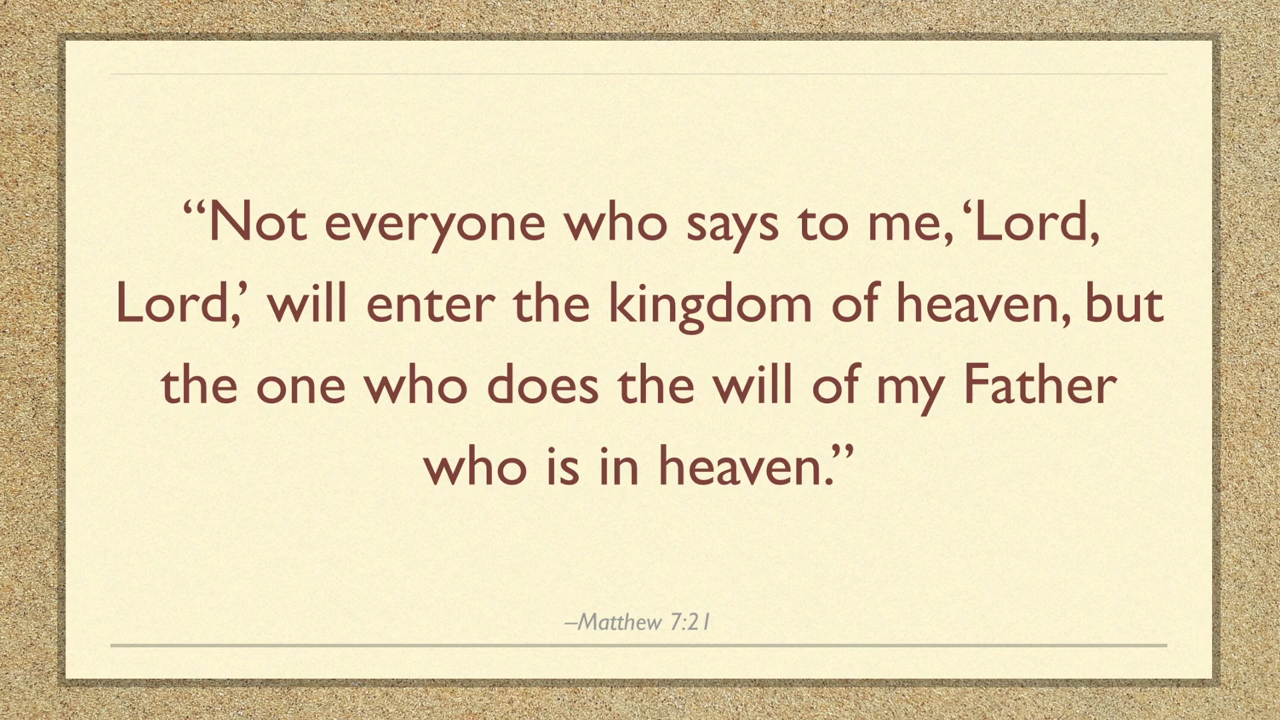 “Not everyone who says to me, ‘Lord,
Lord,’ will enter the kingdom of heaven, but
the one who does the will of my Father
who is in heaven.”
–Matthew 7:21